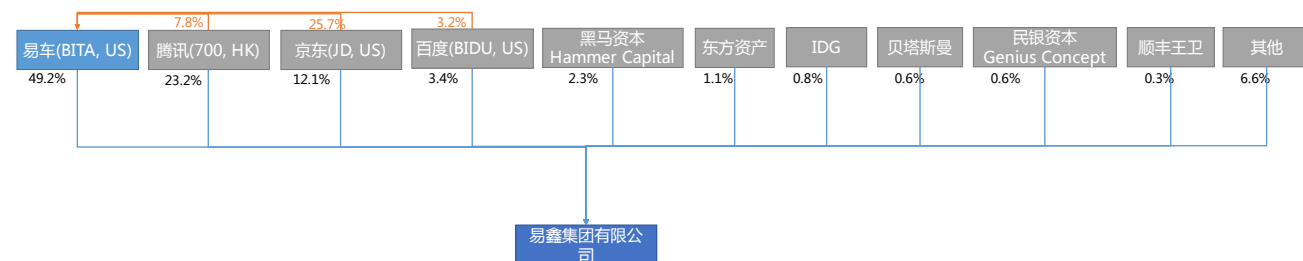 7.8%
25.7%
3.2%
易车(BITA, US)
腾讯(700, HK)
京东(JD, US)
百度(BIDU, US)
黑马资本
Hammer Capital
东方资产
IDG
贝塔斯曼
民银资本
Genius Concept
顺丰王卫
其他
49.2%
23.2%
12.1%
3.4%
2.3%
1.1%
0.8%
0.6%
0.6%
0.3%
6.6%
易鑫集团有限公
司